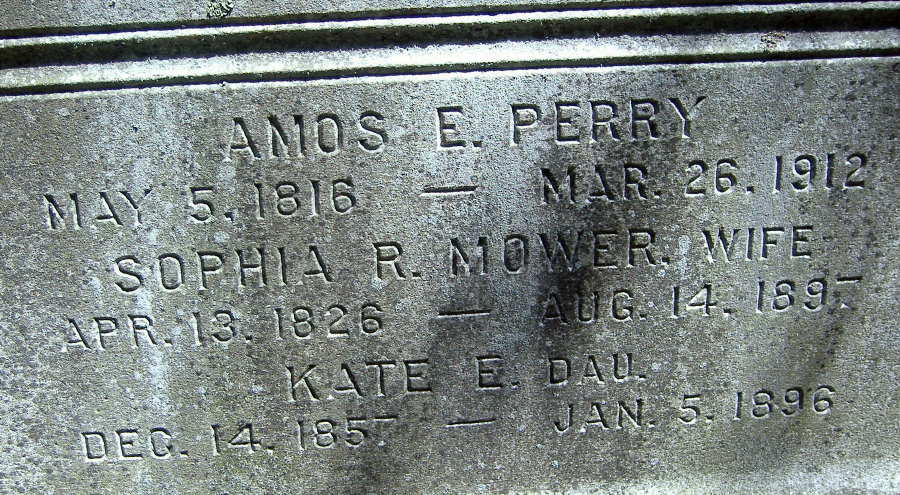 AMOS E. PERRY
MAY 5, 1816 — MAR. 26, 1912
SOPHIA R. MOWER, WIFE
APR. 13, 1826 — AUG. 14, 1897
KATE E. DAU.
DEC. 14, 1857 — JAN. 5, 1896